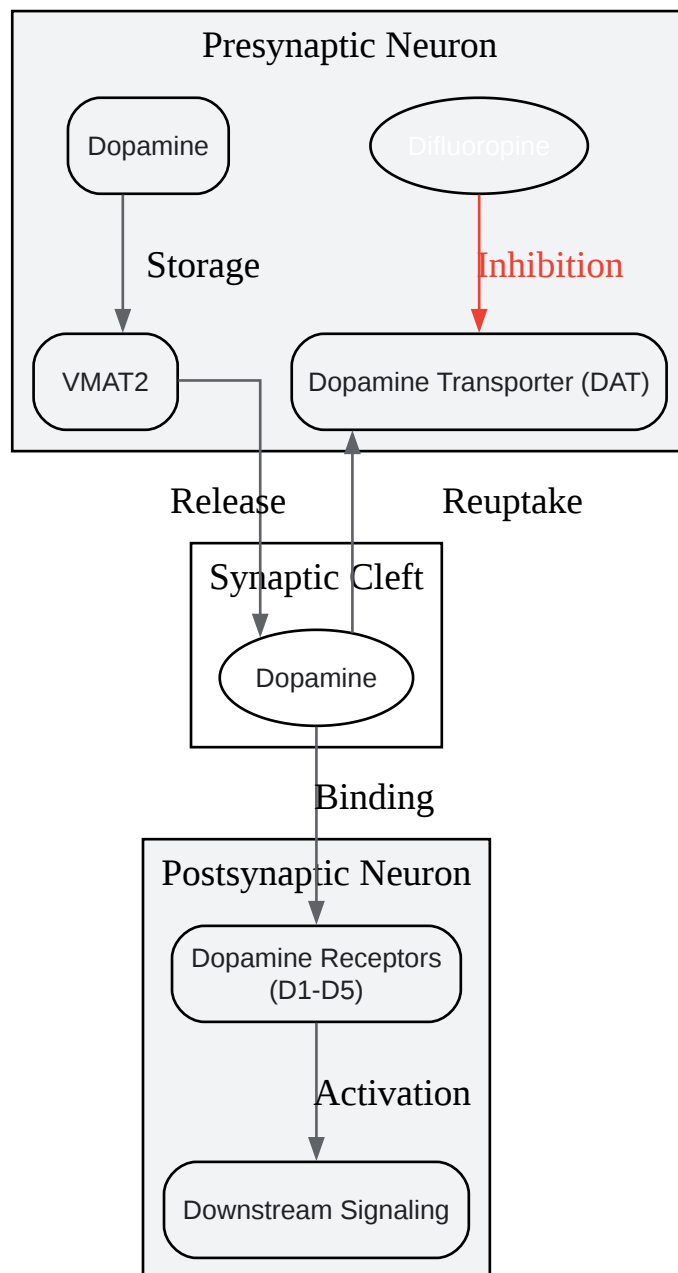 Presynaptic Neuron
Dopamine
Difluoropine
Storage
Inhibition
VMAT2
Dopamine Transporter (DAT)
Release
Reuptake
Synaptic Cleft
Dopamine
Binding
Postsynaptic Neuron
Dopamine Receptors
(D1-D5)
Activation
Downstream Signaling